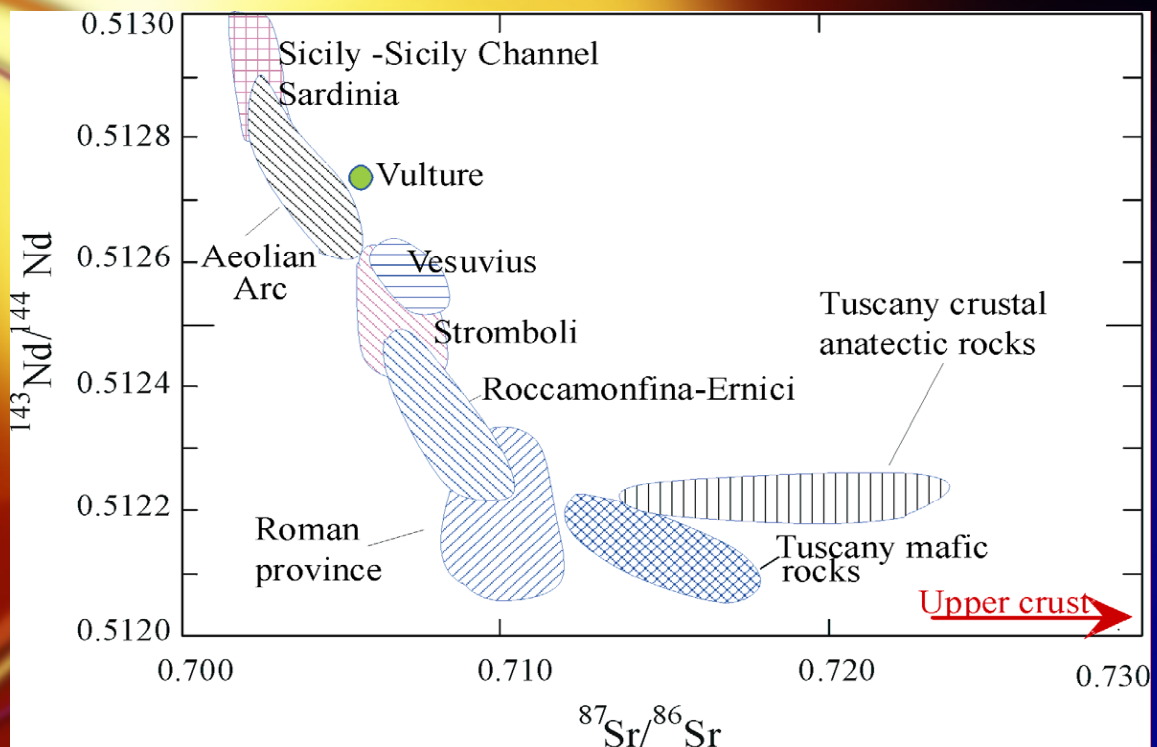 0.5130
Sicily -Sicily Channel
Sardinia
0.5128
Vulture
0.5126
Aeolian
Arc
Vesuvius
143Nd/144 Nd
Tuscany crustal
anatectic rocks
Stromboli
0.5124
Roccamonfina-Ernici
0.5122
Roman
province
Tuscany mafic
rocks
Upper crust
0.5120
0.700
0.710
0.720
0.730
87Sr/86Sr